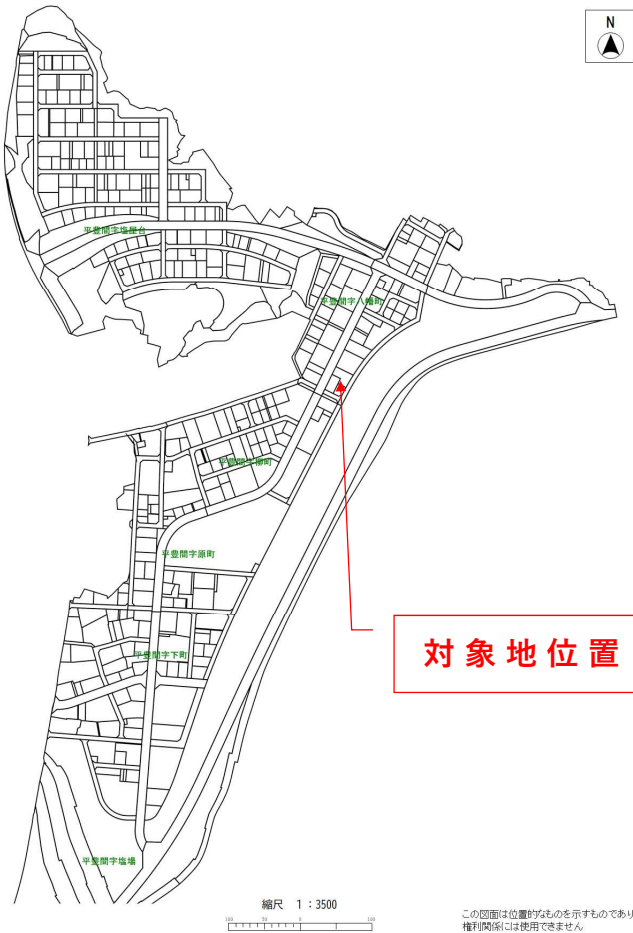 N
平豊間字塩屋台
平豊間字八幡町
平豊間字柳町
平豊間字原町
対象地位置
平豊間字下町
平豊間字塩場
縮尺 1：3500
100 50 0 100
この図面は位置的なものを示すものであり
権利関係には使用できません